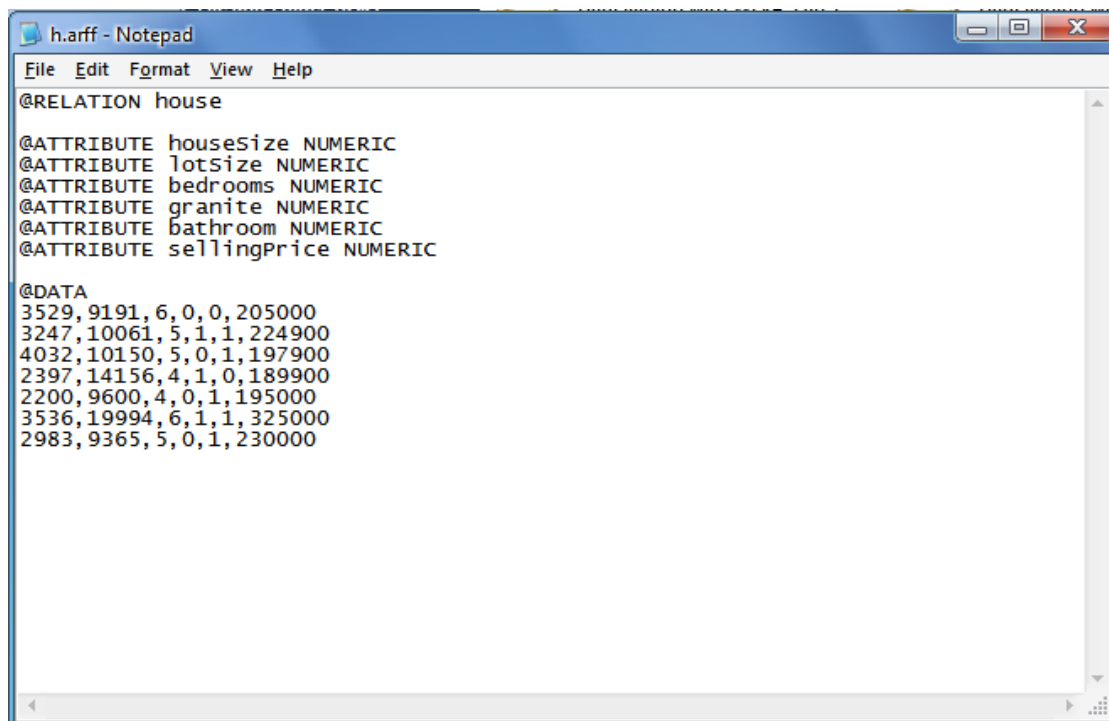 h.arff - Notepad
File Edit Format View Help
@RELATION house
@ATTRIBUTE houseSize NUMERIC
@ATTRIBUTE lotSize NUMERIC
@ATTRIBUTE bedrooms NUMERIC
@ATTRIBUTE granite NUMERIC
@ATTRIBUTE bathroom NUMERIC
@ATTRIBUTE sellingPrice NUMERIC
@DATA
3529,9191,6,0,0,205000
3247,10061,5,1,1,224900
4032,10150,5,0,1,197900
2397,14156,4,1,0,189900
2200,9600,4,0,1,195000
3536,19994,6,1,1,325000
2983,9365,5,0,1,230000